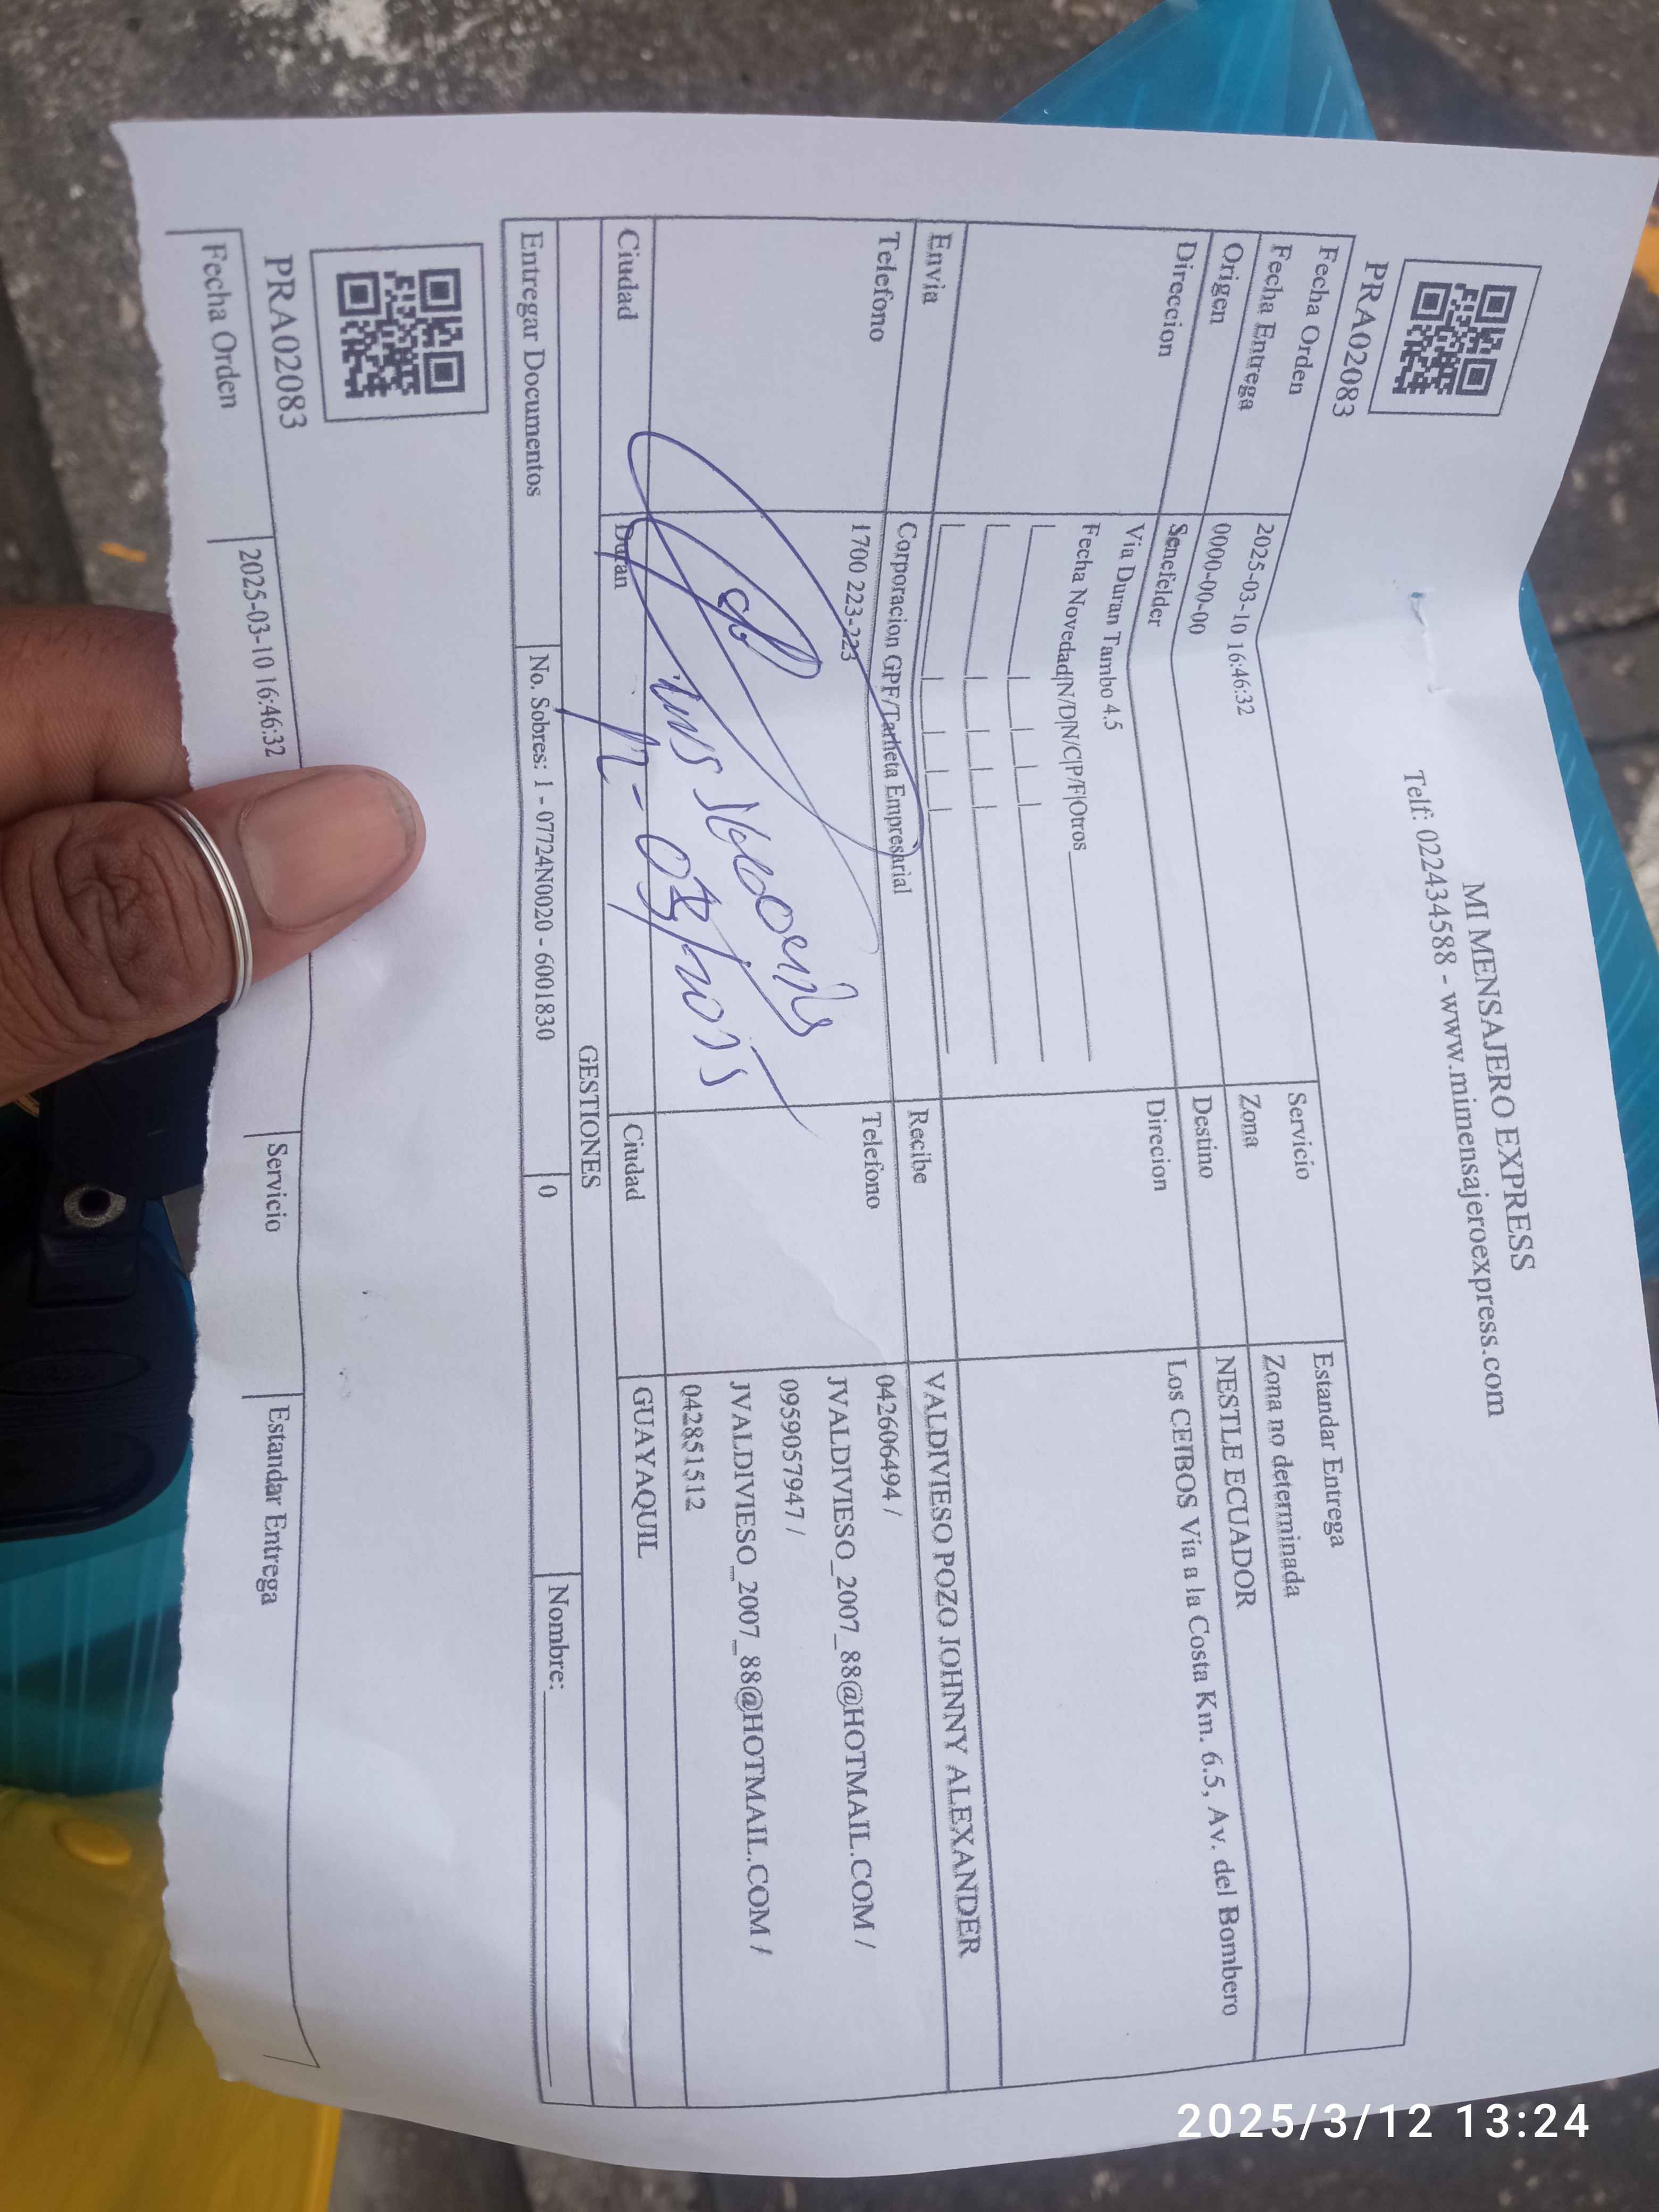 MI MENSAJERO EXPRESS
Telf: 022434588 - www.mimensajeroexpress.com
PRA02083
Fecha Orden 2025-03-10 16:46:32 Servicio Estandar Entrega
Fecha Entrega 0000-00-00 Zona Zona no determinada
Origen Senefelder Destino NESTLE ECUADOR
Direccion Via Duran Tambo 4.5 Direcion Los CEIBOS Vía a la Costa Km. 6.5, Av. del Bombero
Fecha Novedad|N/D|N/C|P/F|Otros
Envia Corporacion GPF/Tarheta Empresarial Recibe VALDIVIESO POZO JOHNNY ALEXANDER
Telefono 1700 223-223 Telefono 042606494 /
JVALDIVIESO_2007_88@HOTMAIL.COM /
0959057947 /
JVALDIVIESO_2007_88@HOTMAIL.COM /
042851512
Ciudad Duran Ciudad GUAYAQUIL
GESTIONES
Entregar Documentos No. Sobres: 1 - 07724N0020 - 6001830 0 Nombre:
PRA02083
Fecha Orden 2025-03-10 16:46:32 Servicio Estandar Entrega
2025/3/12 13:24